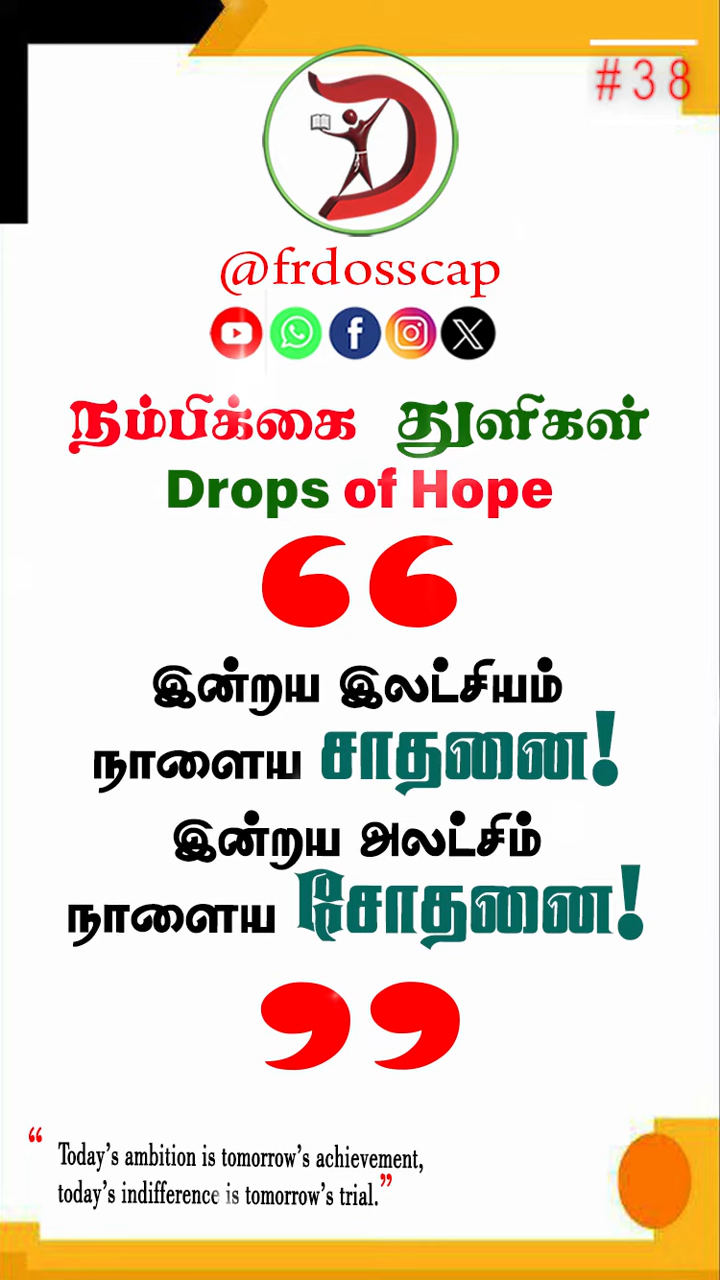 #38
@frdosscap
நம்பிக்கை துளிகள்
Drops of Hope
“
இன்றய இலட்சியம்
நாளைய சாதனை!
இன்றய அலட்சிம்
நாளைய சோதனை!
”
“ Today’s ambition is tomorrow’s achievement,
today’s indifference is tomorrow’s trial.”